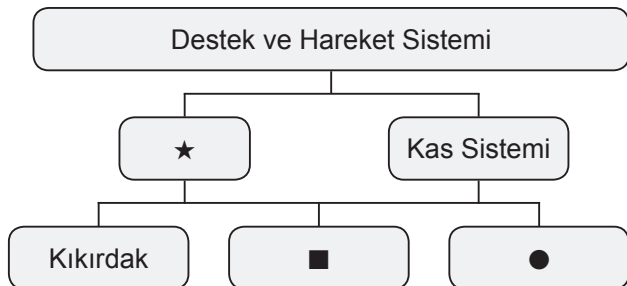 Destek ve Hareket Sistemi
★
Kas Sistemi
Kıkırdak
■
●